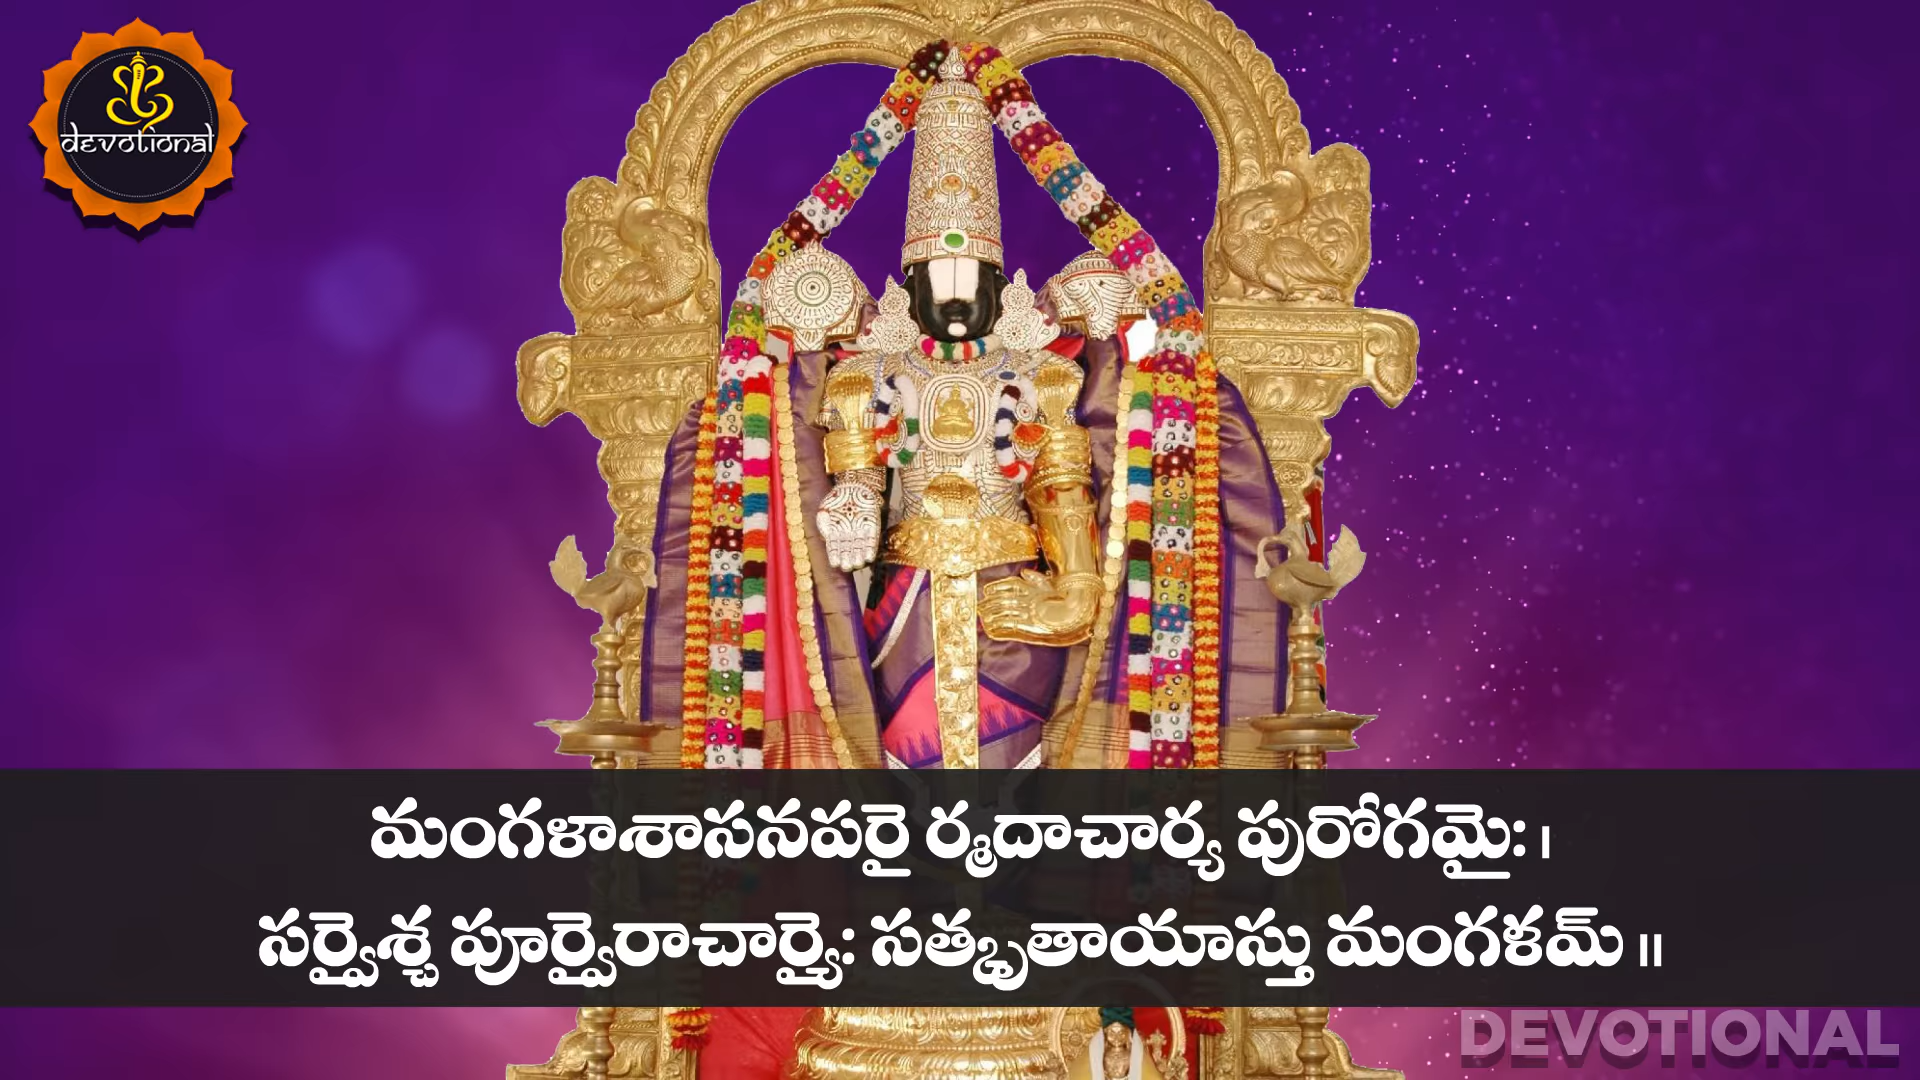 devotional
మంగళాశాసనపరై ర్మదాచార్య పురోగమైః ।
సర్వైశ్చ పూర్వైరాచార్యైః సత్కృతాయాస్తు మంగళమ్ ॥
DEVOTIONAL